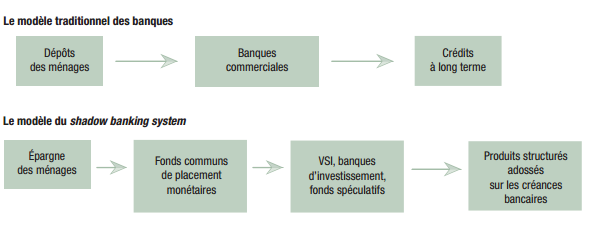 Le modèle traditionnel des banques
Dépôts
des ménages
Banques
commerciales
Crédits
à long terme
Le modèle du shadow banking system
Épargne
des ménages
Fonds communs
de placement
monétaires
VSI, banques
d'investissement,
fonds spéculatifs
Produits structurés
adossés
sur les créances
bancaires